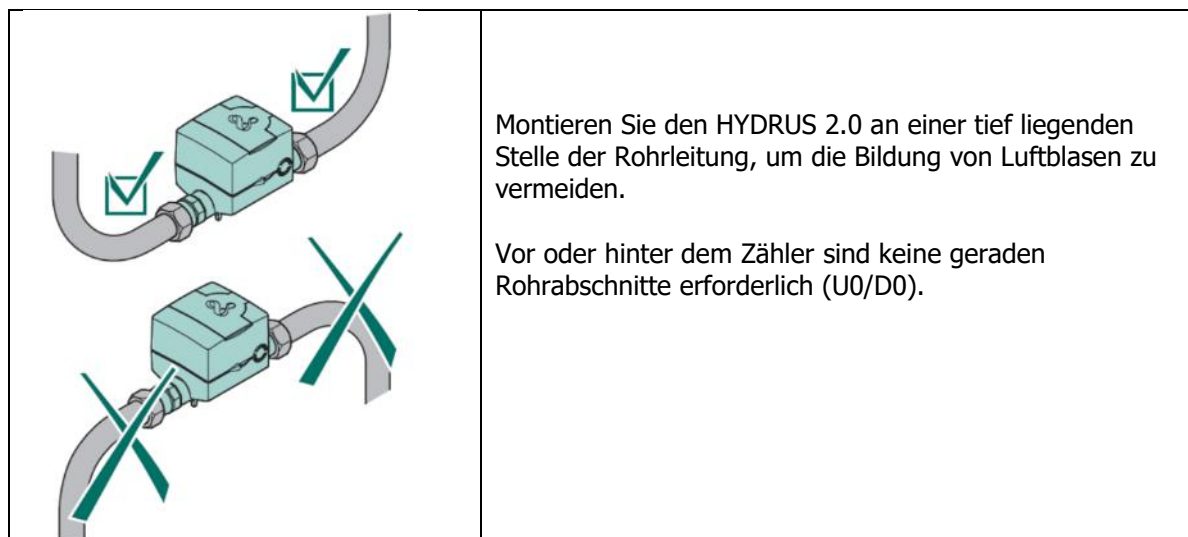 Montieren Sie den HYDRUS 2.0 an einer tief liegenden
Stelle der Rohrleitung, um die Bildung von Luftblasen zu
vermeiden.
Vor oder hinter dem Zähler sind keine geraden
Rohrabschnitte erforderlich (U0/D0).